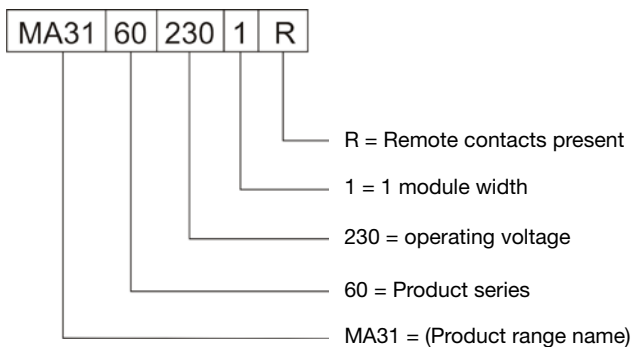 MA31 60 230 1 R
R = Remote contacts present
1 = 1 module width
230 = operating voltage
60 = Product series
MA31 = (Product range name)